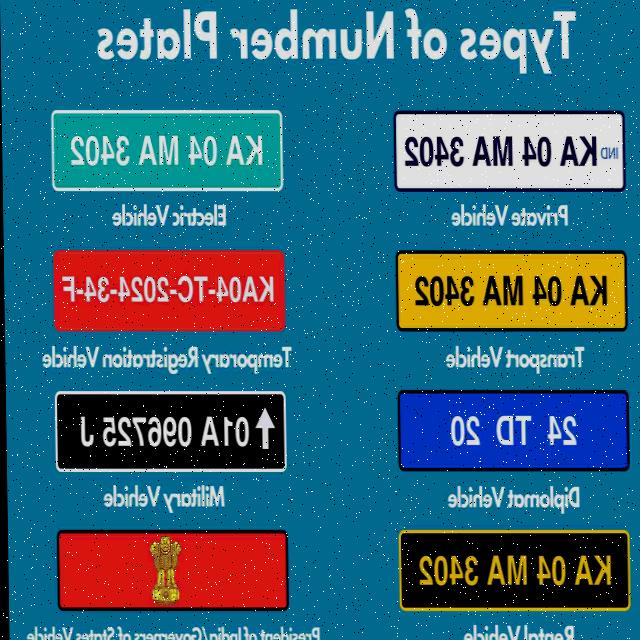 Types of Number Plates
IND KA 04 MA 3402
Private Vehicle
KA 04 MA 3402
Electric Vehicle
KA 04 MA 3402
Transport Vehicle
KA04-TC-2024-34-F
Temporary Registration Vehicle
24 TD 20
Diplomat Vehicle
↑01A 096725 J
Military Vehicle
KA 04 MA 3402
Rental Vehicle
President of India/Governers of States Vehicle